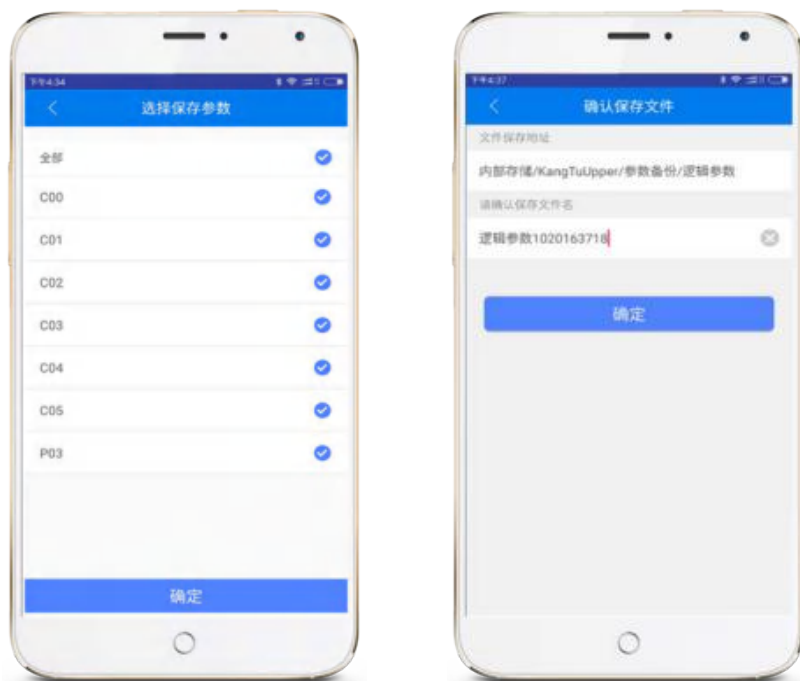 下午4:34
选择保存参数
全部
C00
C01
C02
C03
C04
C05
P03
确定
下午4:37
确认保存文件
文件保存地址
内部存储/KangTuUpper/参数备份/逻辑参数
请确认保存文件名
逻辑参数1020163718
确定